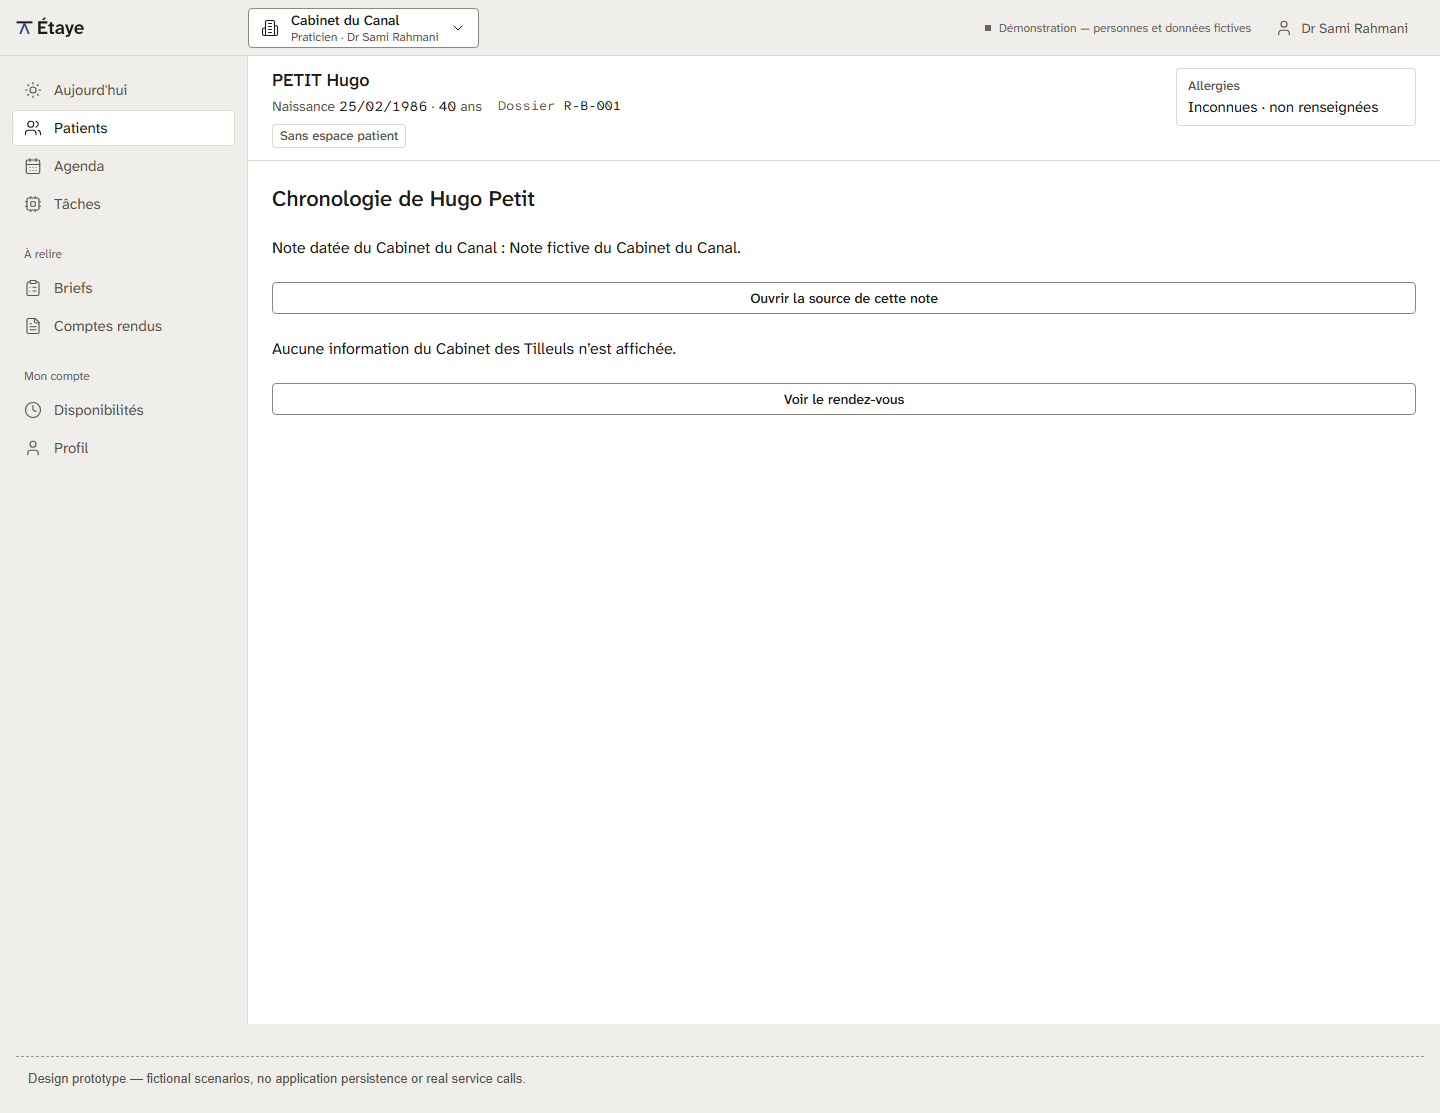 Étaye
Cabinet du Canal
Praticien · Dr Sami Rahmani
Démonstration — personnes et données fictives
Dr Sami Rahmani
Aujourd'hui
Patients
Agenda
Tâches
À relire
Briefs
Comptes rendus
Mon compte
Disponibilités
Profil
PETIT Hugo
Naissance 25/02/1986 · 40 ans Dossier R-B-001
Sans espace patient
Allergies
Inconnues · non renseignées
Chronologie de Hugo Petit
Note datée du Cabinet du Canal : Note fictive du Cabinet du Canal.
Ouvrir la source de cette note
Aucune information du Cabinet des Tilleuls n’est affichée.
Voir le rendez-vous
Design prototype — fictional scenarios, no application persistence or real service calls.